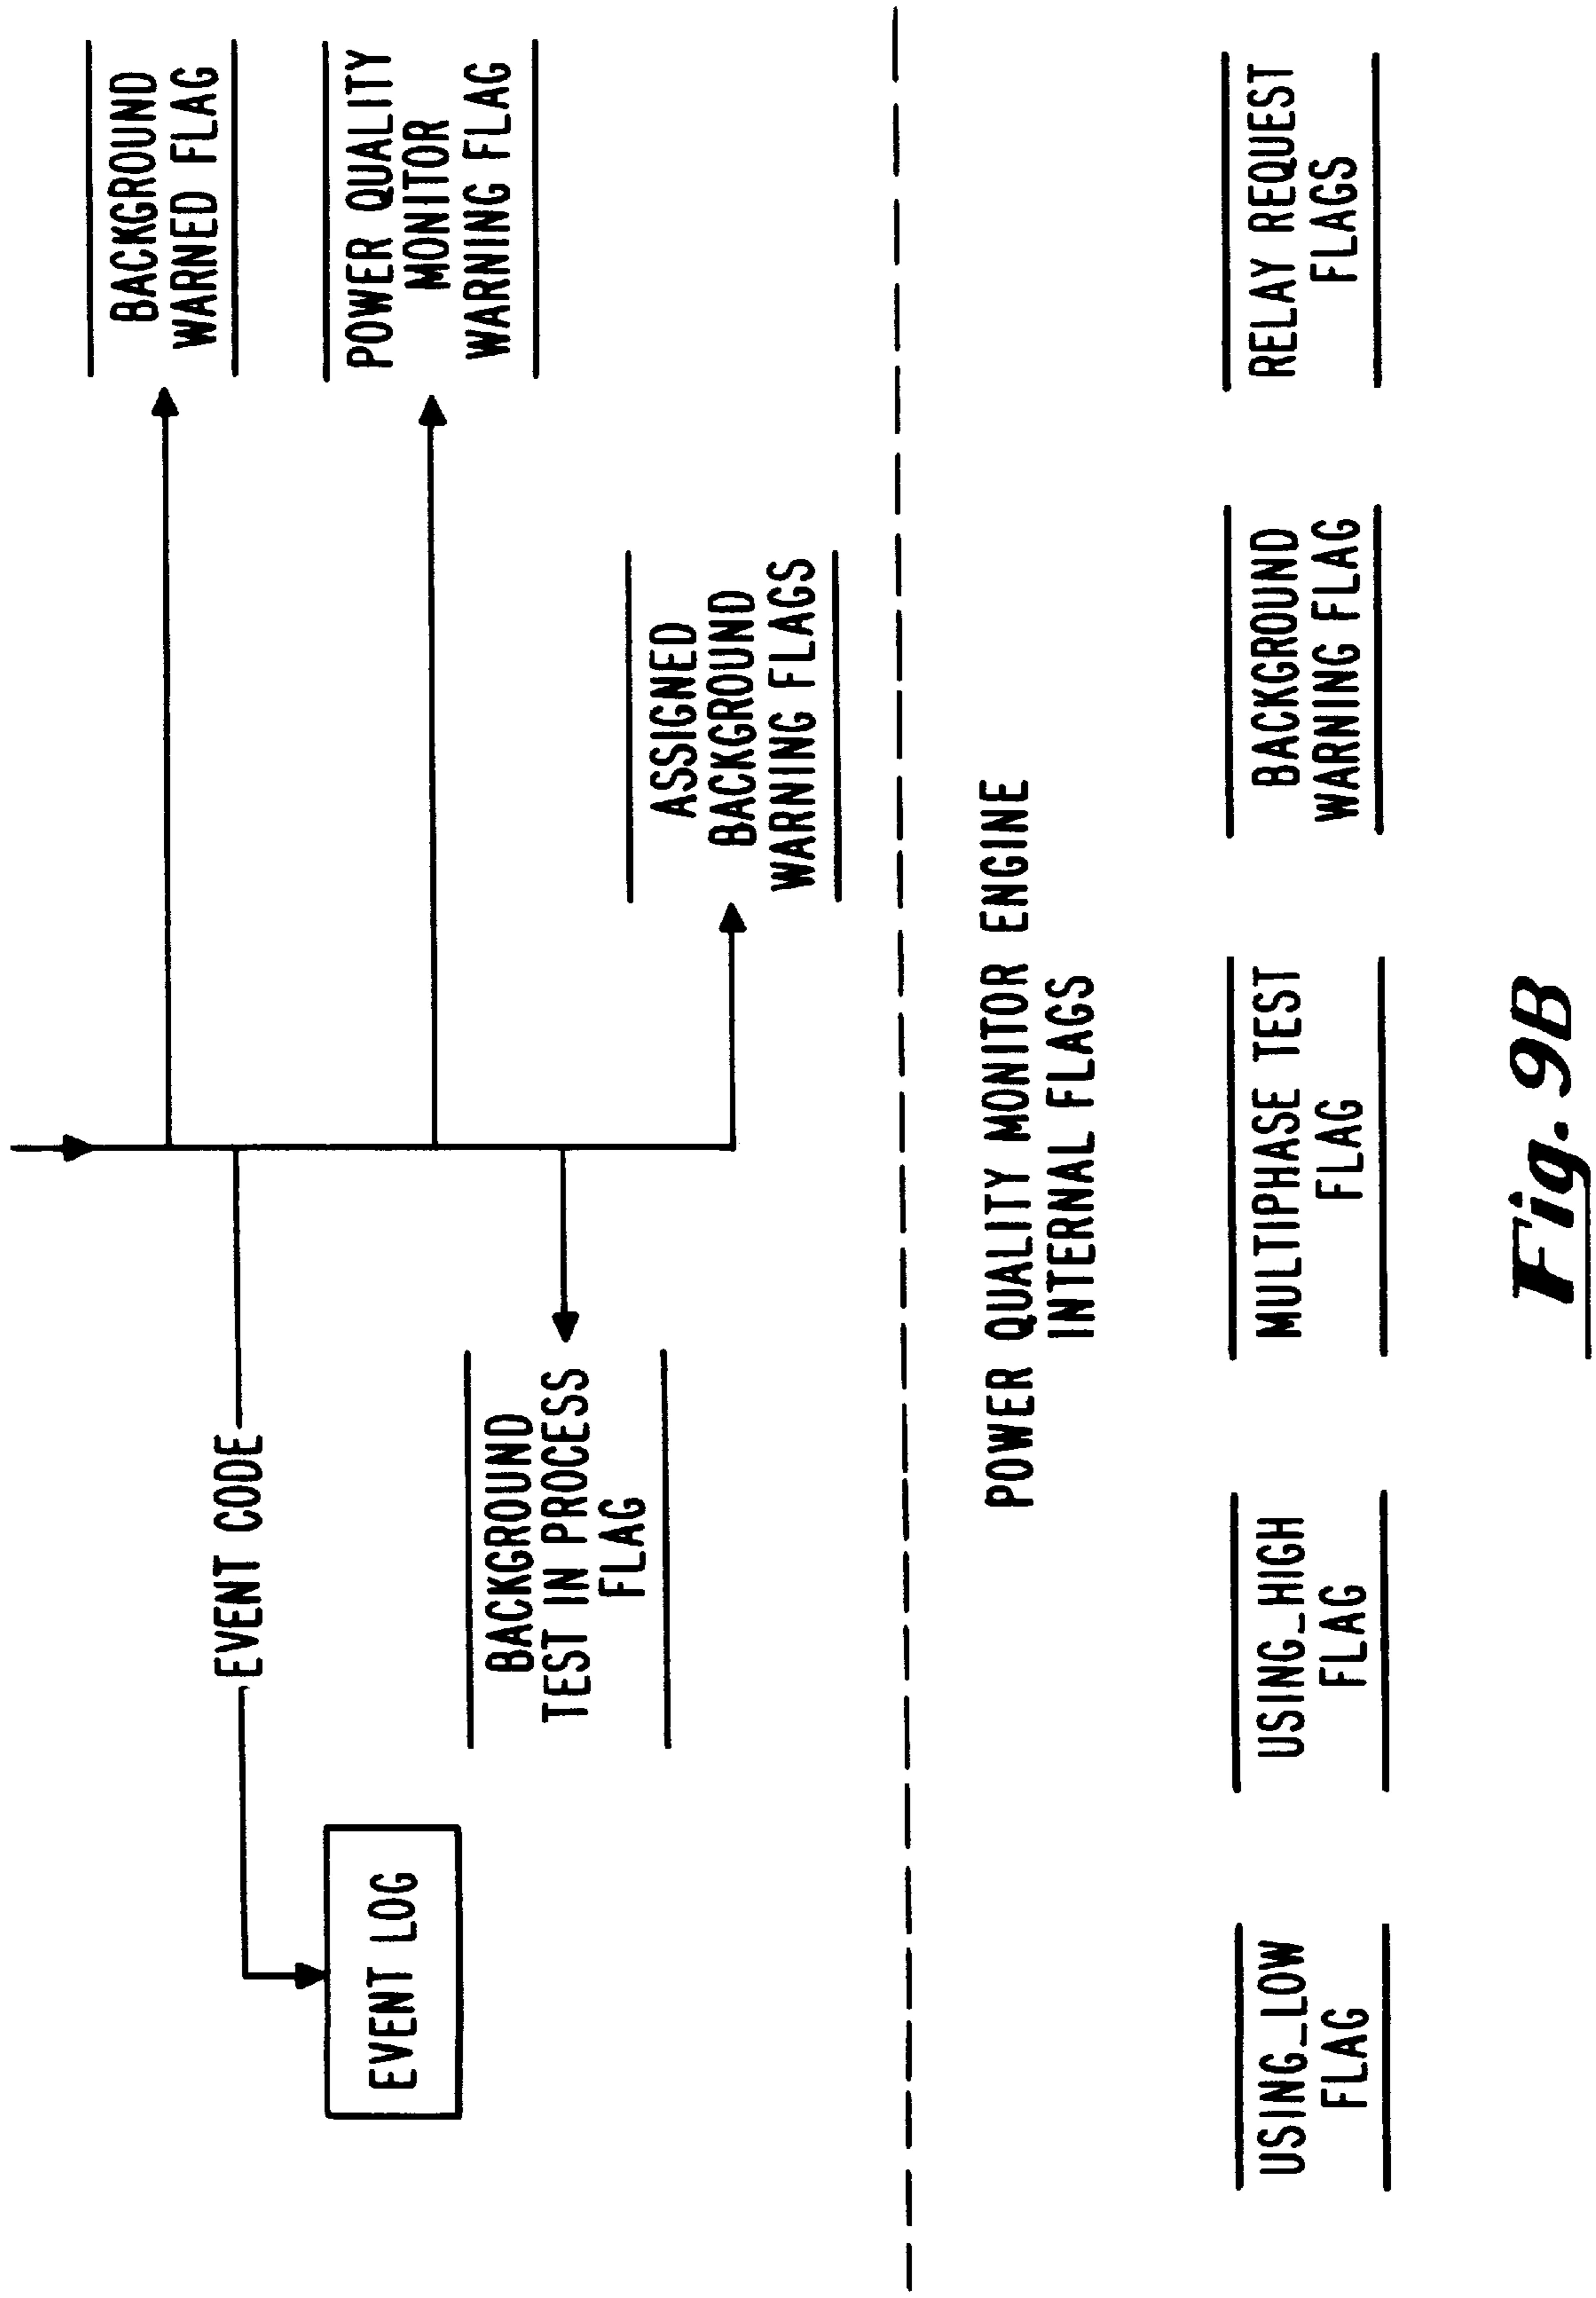 BACKGROUND
WARNED FLAG
EVENT CODE
POWER QUALITY
MONITOR
WARNING FLAG
EVENT LOG
BACKGROUND
TEST IN PROCESS
FLAG
ASSIGNED
BACKGROUND
WARNING FLAGS
POWER QUALITY MONITOR ENGINE
INTERNAL FLAGS
USING_LOW
FLAG
USING_HIGH
FLAG
MULTIPHASE TEST
FLAG
BACKGROUND
WARNING FLAG
RELAY REQUEST
FLAGS
Fig. 9B